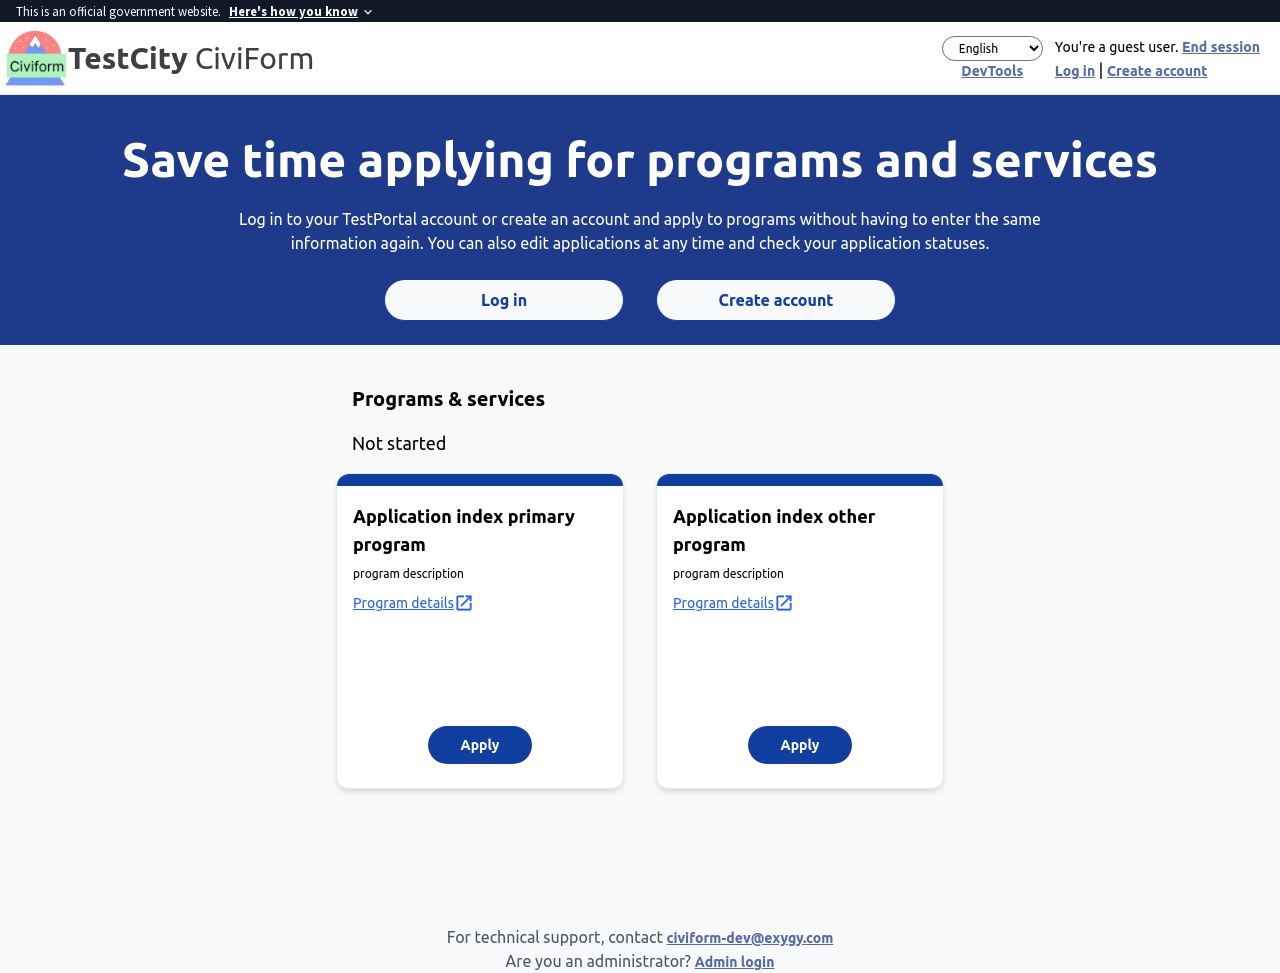 This is an official government website. Here's how you know
Civiform
TestCity CiviForm
English
You're a guest user. End session
DevTools
Log in | Create account
Save time applying for programs and services
Log in to your TestPortal account or create an account and apply to programs without having to enter the same
information again. You can also edit applications at any time and check your application statuses.
Log in
Create account
Programs & services
Not started
Application index primary
program
program description
Program details
Apply
Application index other
program
program description
Program details
Apply
For technical support, contact civiform-dev@exygy.com
Are you an administrator? Admin login